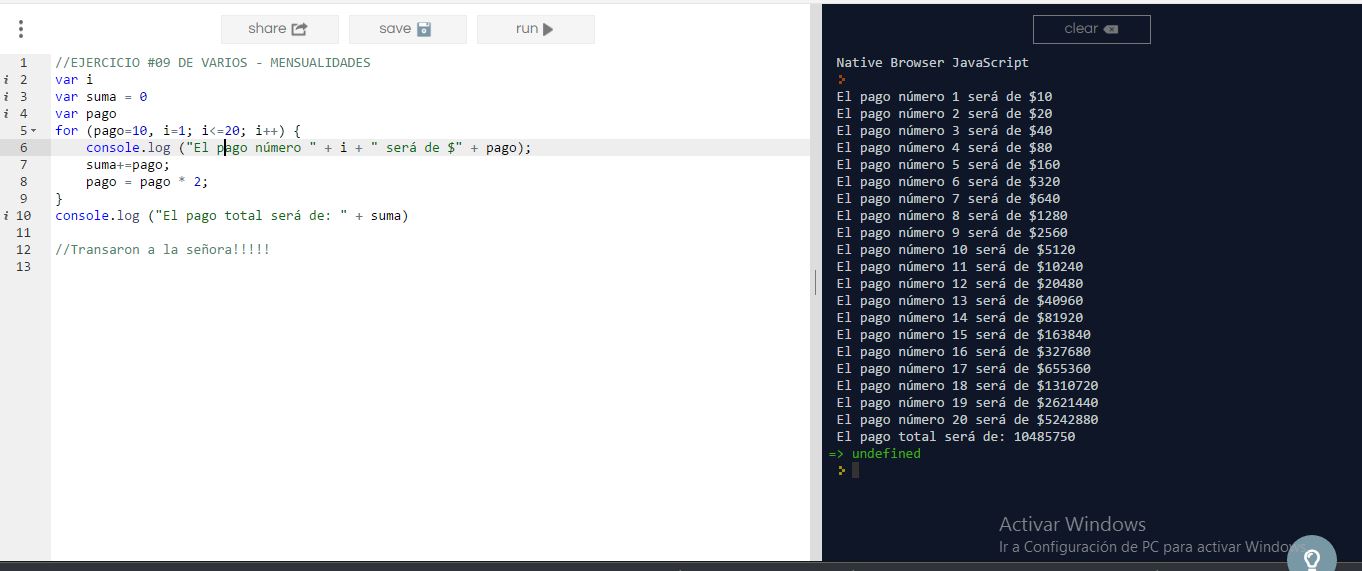 share save run
clear
1 //EJERCICIO #09 DE VARIOS - MENSUALIDADES
i 2 var i
i 3 var suma = 0
i 4 var pago
5 for (pago=10, i=1; i<=20; i++) {
6 console.log ("El pago número " + i + " será de $" + pago);
7 suma+=pago;
8 pago = pago * 2;
9 }
i 10 console.log ("El pago total será de: " + suma)
11
12 //Transaron a la señora!!!!!
13
Native Browser JavaScript
El pago número 1 será de $10
El pago número 2 será de $20
El pago número 3 será de $40
El pago número 4 será de $80
El pago número 5 será de $160
El pago número 6 será de $320
El pago número 7 será de $640
El pago número 8 será de $1280
El pago número 9 será de $2560
El pago número 10 será de $5120
El pago número 11 será de $10240
El pago número 12 será de $20480
El pago número 13 será de $40960
El pago número 14 será de $81920
El pago número 15 será de $163840
El pago número 16 será de $327680
El pago número 17 será de $655360
El pago número 18 será de $1310720
El pago número 19 será de $2621440
El pago número 20 será de $5242880
El pago total será de: 10485750
=> undefined
Activar Windows
Ir a Configuración de PC para activar Windows